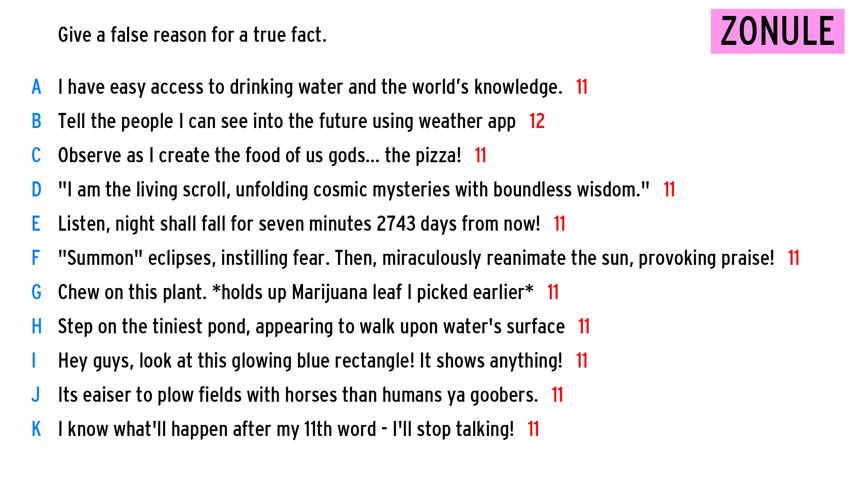 Give a false reason for a true fact.
ZONULE
A I have easy access to drinking water and the world's knowledge. 11
B Tell the people I can see into the future using weather app 12
C Observe as I create the food of us gods... the pizza! 11
D "I am the living scroll, unfolding cosmic mysteries with boundless wisdom." 11
E Listen, night shall fall for seven minutes 2743 days from now! 11
F "Summon" eclipses, instilling fear. Then, miraculously reanimate the sun, provoking praise! 11
G Chew on this plant. *holds up Marijuana leaf I picked earlier* 11
H Step on the tiniest pond, appearing to walk upon water's surface 11
I Hey guys, look at this glowing blue rectangle! It shows anything! 11
J Its eaiser to plow fields with horses than humans ya goobers. 11
K I know what'll happen after my 11th word - I'll stop talking! 11